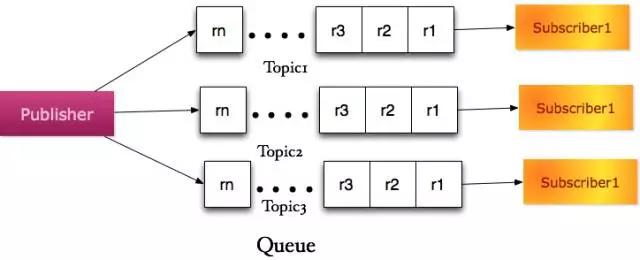 rn r3 r2 r1 Subscriber1
Topic1
Publisher rn r3 r2 r1 Subscriber1
Topic2
rn r3 r2 r1 Subscriber1
Topic3
Queue